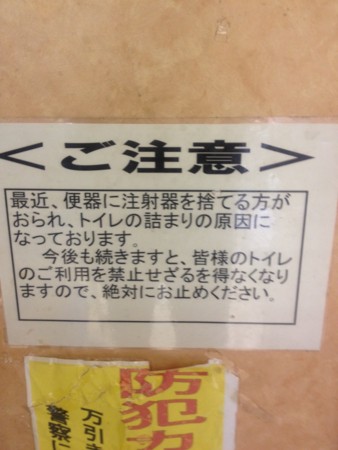 ＜ご注意＞
最近、便器に注射器を捨てる方が
おられ、トイレの詰まりの原因に
なっております。
今後も続きますと、皆様のトイレ
のご利用を禁止せざるを得なくなり
ますので、絶対にお止めください。
防犯カ
万引き
警察に